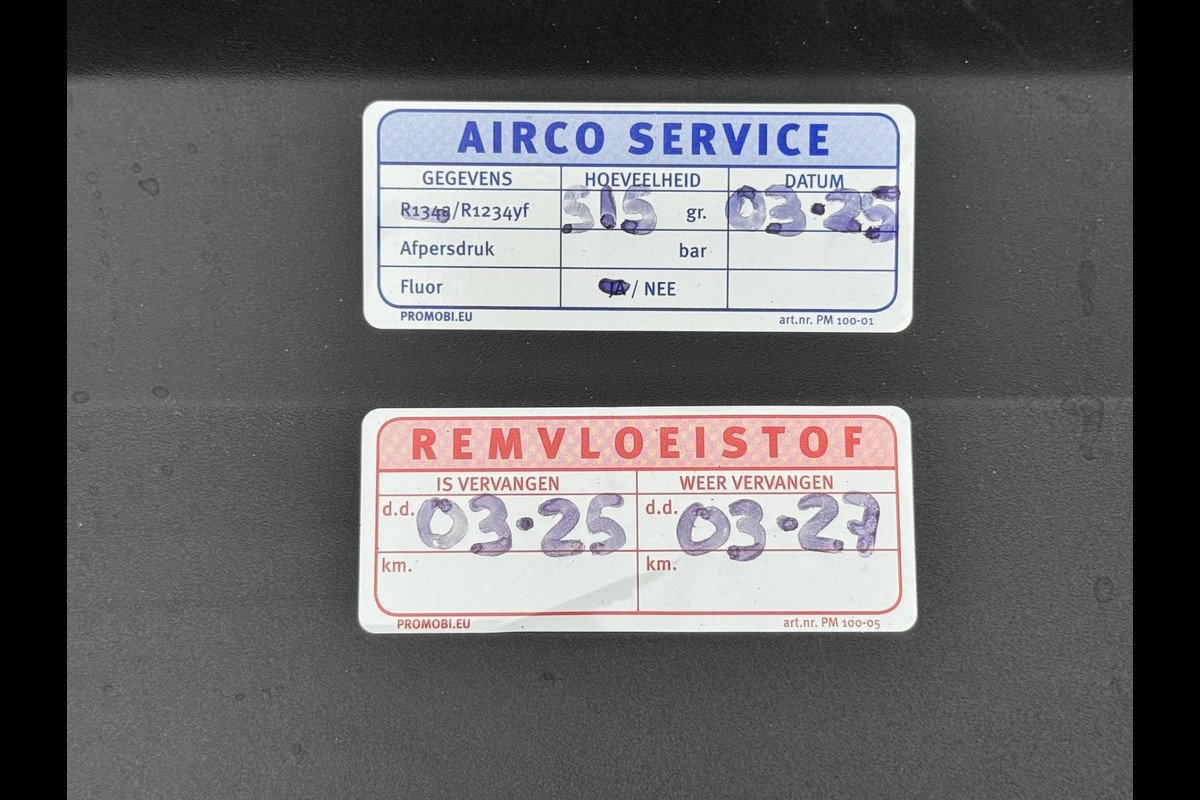 AIRCO SERVICE
GEGEVENS HOEVEELHEID DATUM
R134a/R1234yf 515 gr. 03·25
Afpersdruk bar
Fluor JA / NEE
PROMOBI.EU art.nr. PM 100-01
REMVLOEISTOF
IS VERVANGEN WEER VERVANGEN
d.d. 03·25 d.d. 03·27
km. km.
PROMOBI.EU art.nr. PM 100-05